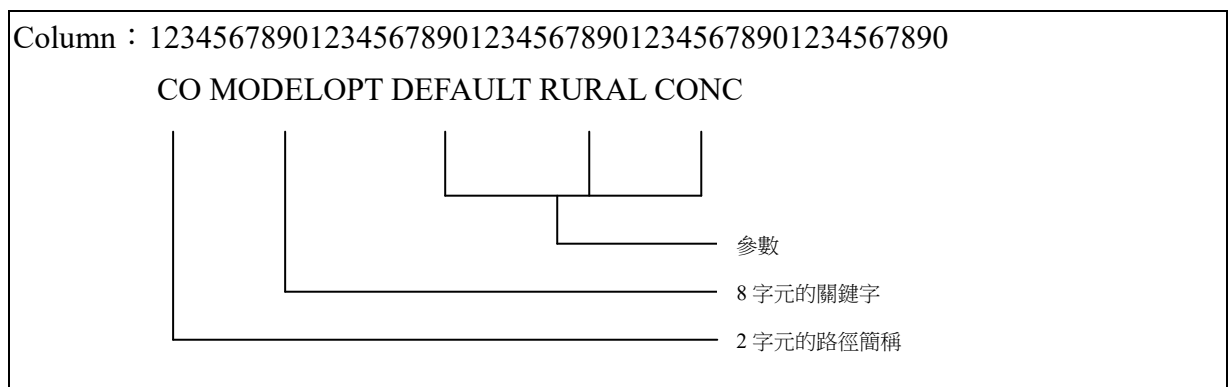 Column：12345678901234567890123456789012345678901234567890
CO MODELOPT DEFAULT RURAL CONC
參數
8 字元的關鍵字
2 字元的路徑簡稱